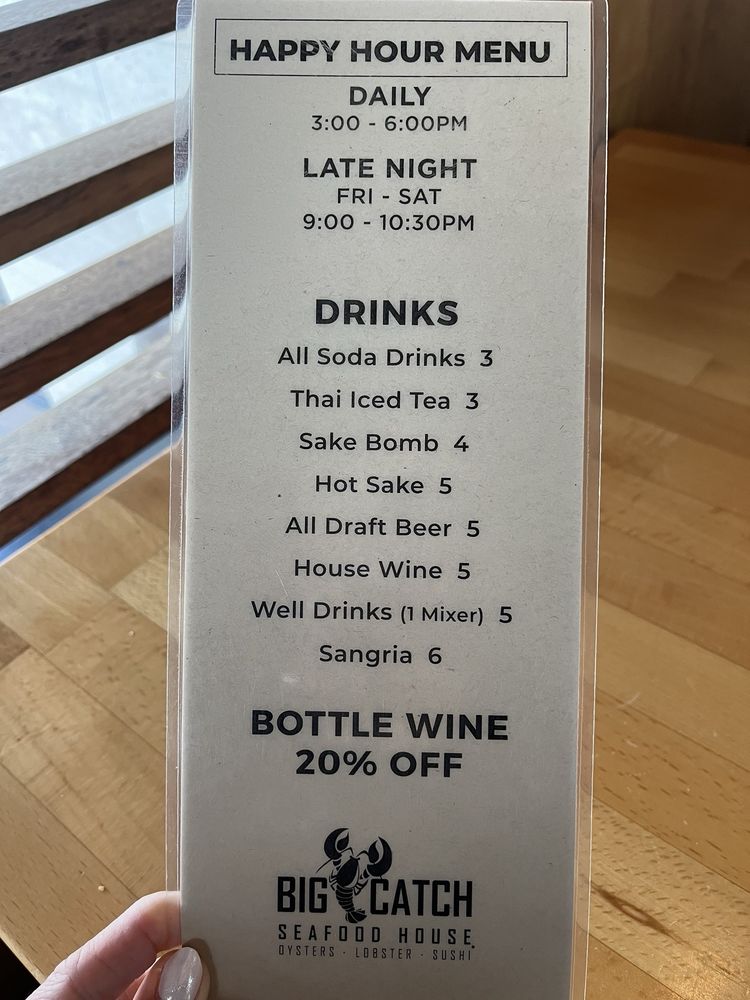 HAPPY HOUR MENU
DAILY
3:00 - 6:00PM
LATE NIGHT
FRI - SAT
9:00 - 10:30PM
DRINKS
All Soda Drinks 3
Thai Iced Tea 3
Sake Bomb 4
Hot Sake 5
All Draft Beer 5
House Wine 5
Well Drinks (1 Mixer) 5
Sangria 6
BOTTLE WINE
20% OFF
BIG CATCH
SEAFOOD HOUSE
OYSTERS · LOBSTER · SUSHI